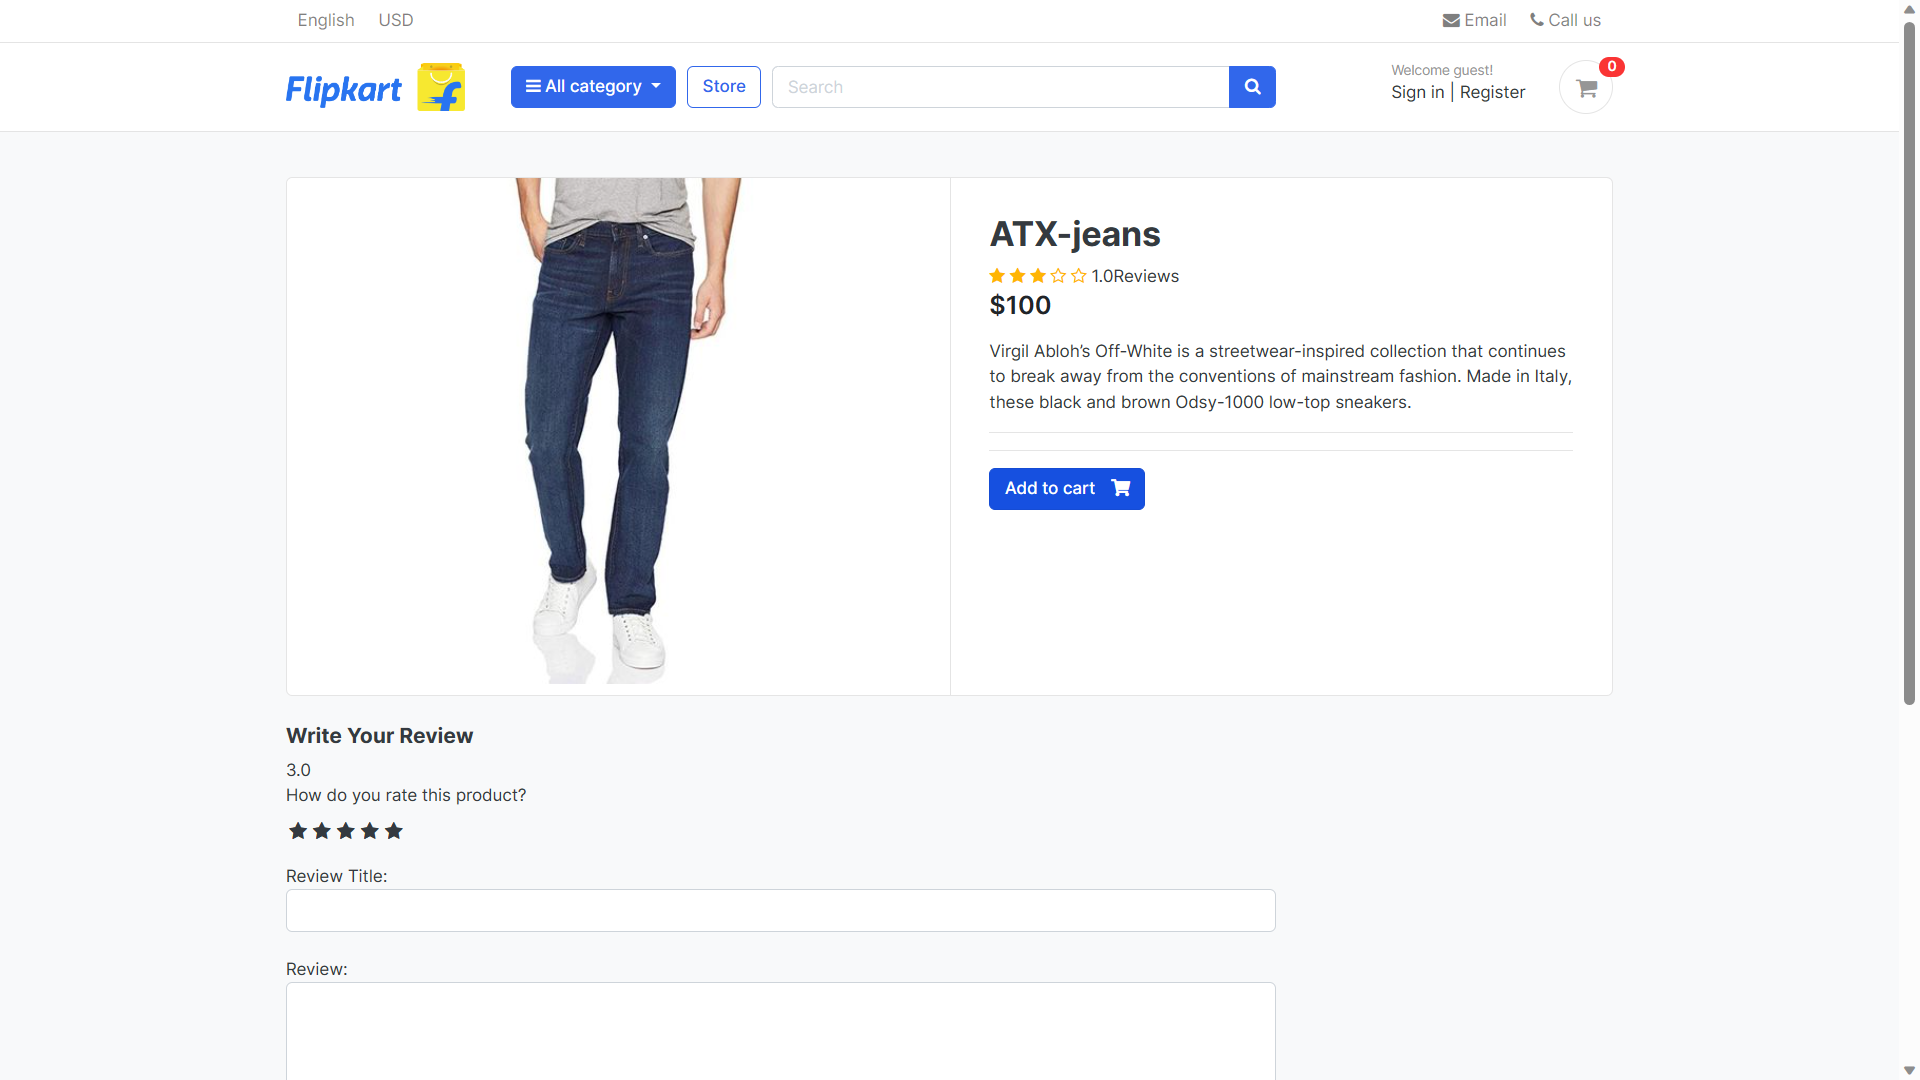 English USD Email Call us
Flipkart All category Store Search Welcome guest! 0
Sign in | Register
ATX-jeans
1.0Reviews
$100
Virgil Abloh’s Off-White is a streetwear-inspired collection that continues
to break away from the conventions of mainstream fashion. Made in Italy,
these black and brown Odsy-1000 low-top sneakers.
Add to cart
Write Your Review
3.0
How do you rate this product?
Review Title:
Review: